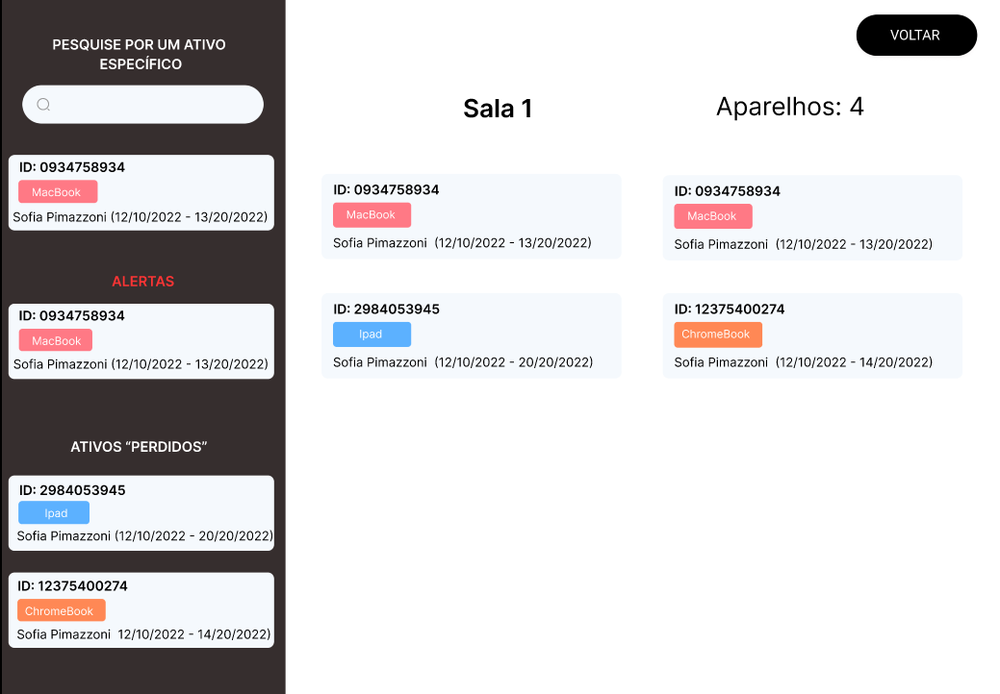 PESQUISE POR UM ATIVO
ESPECÍFICO
ID: 0934758934
MacBook
Sofia Pimazzoni (12/10/2022 - 13/20/2022)
ALERTAS
ID: 0934758934
MacBook
Sofia Pimazzoni (12/10/2022 - 13/20/2022)
ATIVOS “PERDIDOS”
ID: 2984053945
Ipad
Sofia Pimazzoni (12/10/2022 - 20/20/2022)
ID: 12375400274
ChromeBook
Sofia Pimazzoni  12/10/2022 - 14/20/2022)
VOLTAR
Sala 1
Aparelhos: 4
ID: 0934758934
MacBook
Sofia Pimazzoni  (12/10/2022 - 13/20/2022)
ID: 0934758934
MacBook
Sofia Pimazzoni  (12/10/2022 - 13/20/2022)
ID: 2984053945
Ipad
Sofia Pimazzoni  (12/10/2022 - 20/20/2022)
ID: 12375400274
ChromeBook
Sofia Pimazzoni  (12/10/2022 - 14/20/2022)